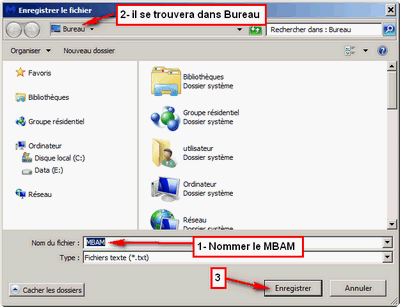 Enregistrer le fichier
2- il se trouvera dans Bureau
Bureau
Rechercher dans : Bureau
Organiser
Nouveau dossier
Favoris
Bibliothèques
Groupe résidentiel
Ordinateur
Disque local (C:)
Data (E:)
Réseau
Bibliothèques
Dossier système
Groupe résidentiel
Dossier système
utilisateur
Dossier système
Ordinateur
Dossier système
Réseau
Dossier système
Nom du fichier : MBAM
1- Nommer le MBAM
Type : Fichiers texte (*.txt)
3
Cacher les dossiers
Enregistrer
Annuler